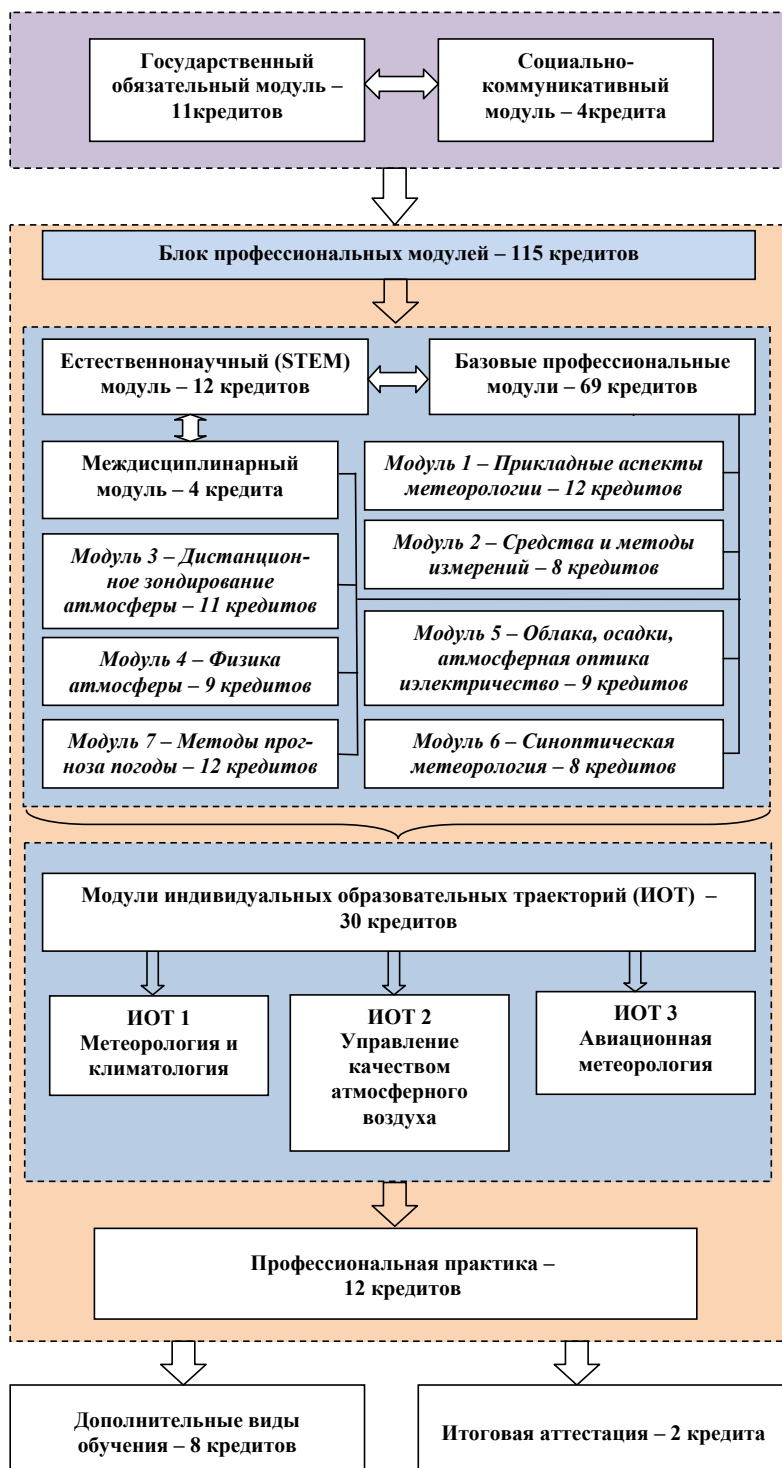 Государственный
обязательный модуль –
11кредитов
Социально-
коммуникативный
модуль – 4кредита
Блок профессиональных модулей – 115 кредитов
Естественнонаучный (STEM)
модуль – 12 кредитов
Базовые профессиональные
модули – 69 кредитов
Междисциплинарный
модуль – 4 кредита
Модуль 1 – Прикладные аспекты
метеорологии – 12 кредитов
Модуль 3 – Дистанцион-
ное зондирование
атмосферы – 11 кредитов
Модуль 2 – Средства и методы
измерений – 8 кредитов
Модуль 4 – Физика
атмосферы – 9 кредитов
Модуль 5 – Облака, осадки,
атмосферная оптика
иэлектричество – 9 кредитов
Модуль 7 – Методы прог-
ноза погоды – 12 кредитов
Модуль 6 – Синоптическая
метеорология – 8 кредитов
Модули индивидуальных образовательных траекторий (ИОТ) –
30 кредитов
ИОТ 1
Метеорология и
климатология
ИОТ 2
Управление
качеством
атмосферного
воздуха
ИОТ 3
Авиационная
метеорология
Профессиональная практика –
12 кредитов
Дополнительные виды
обучения – 8 кредитов
Итоговая аттестация – 2 кредита